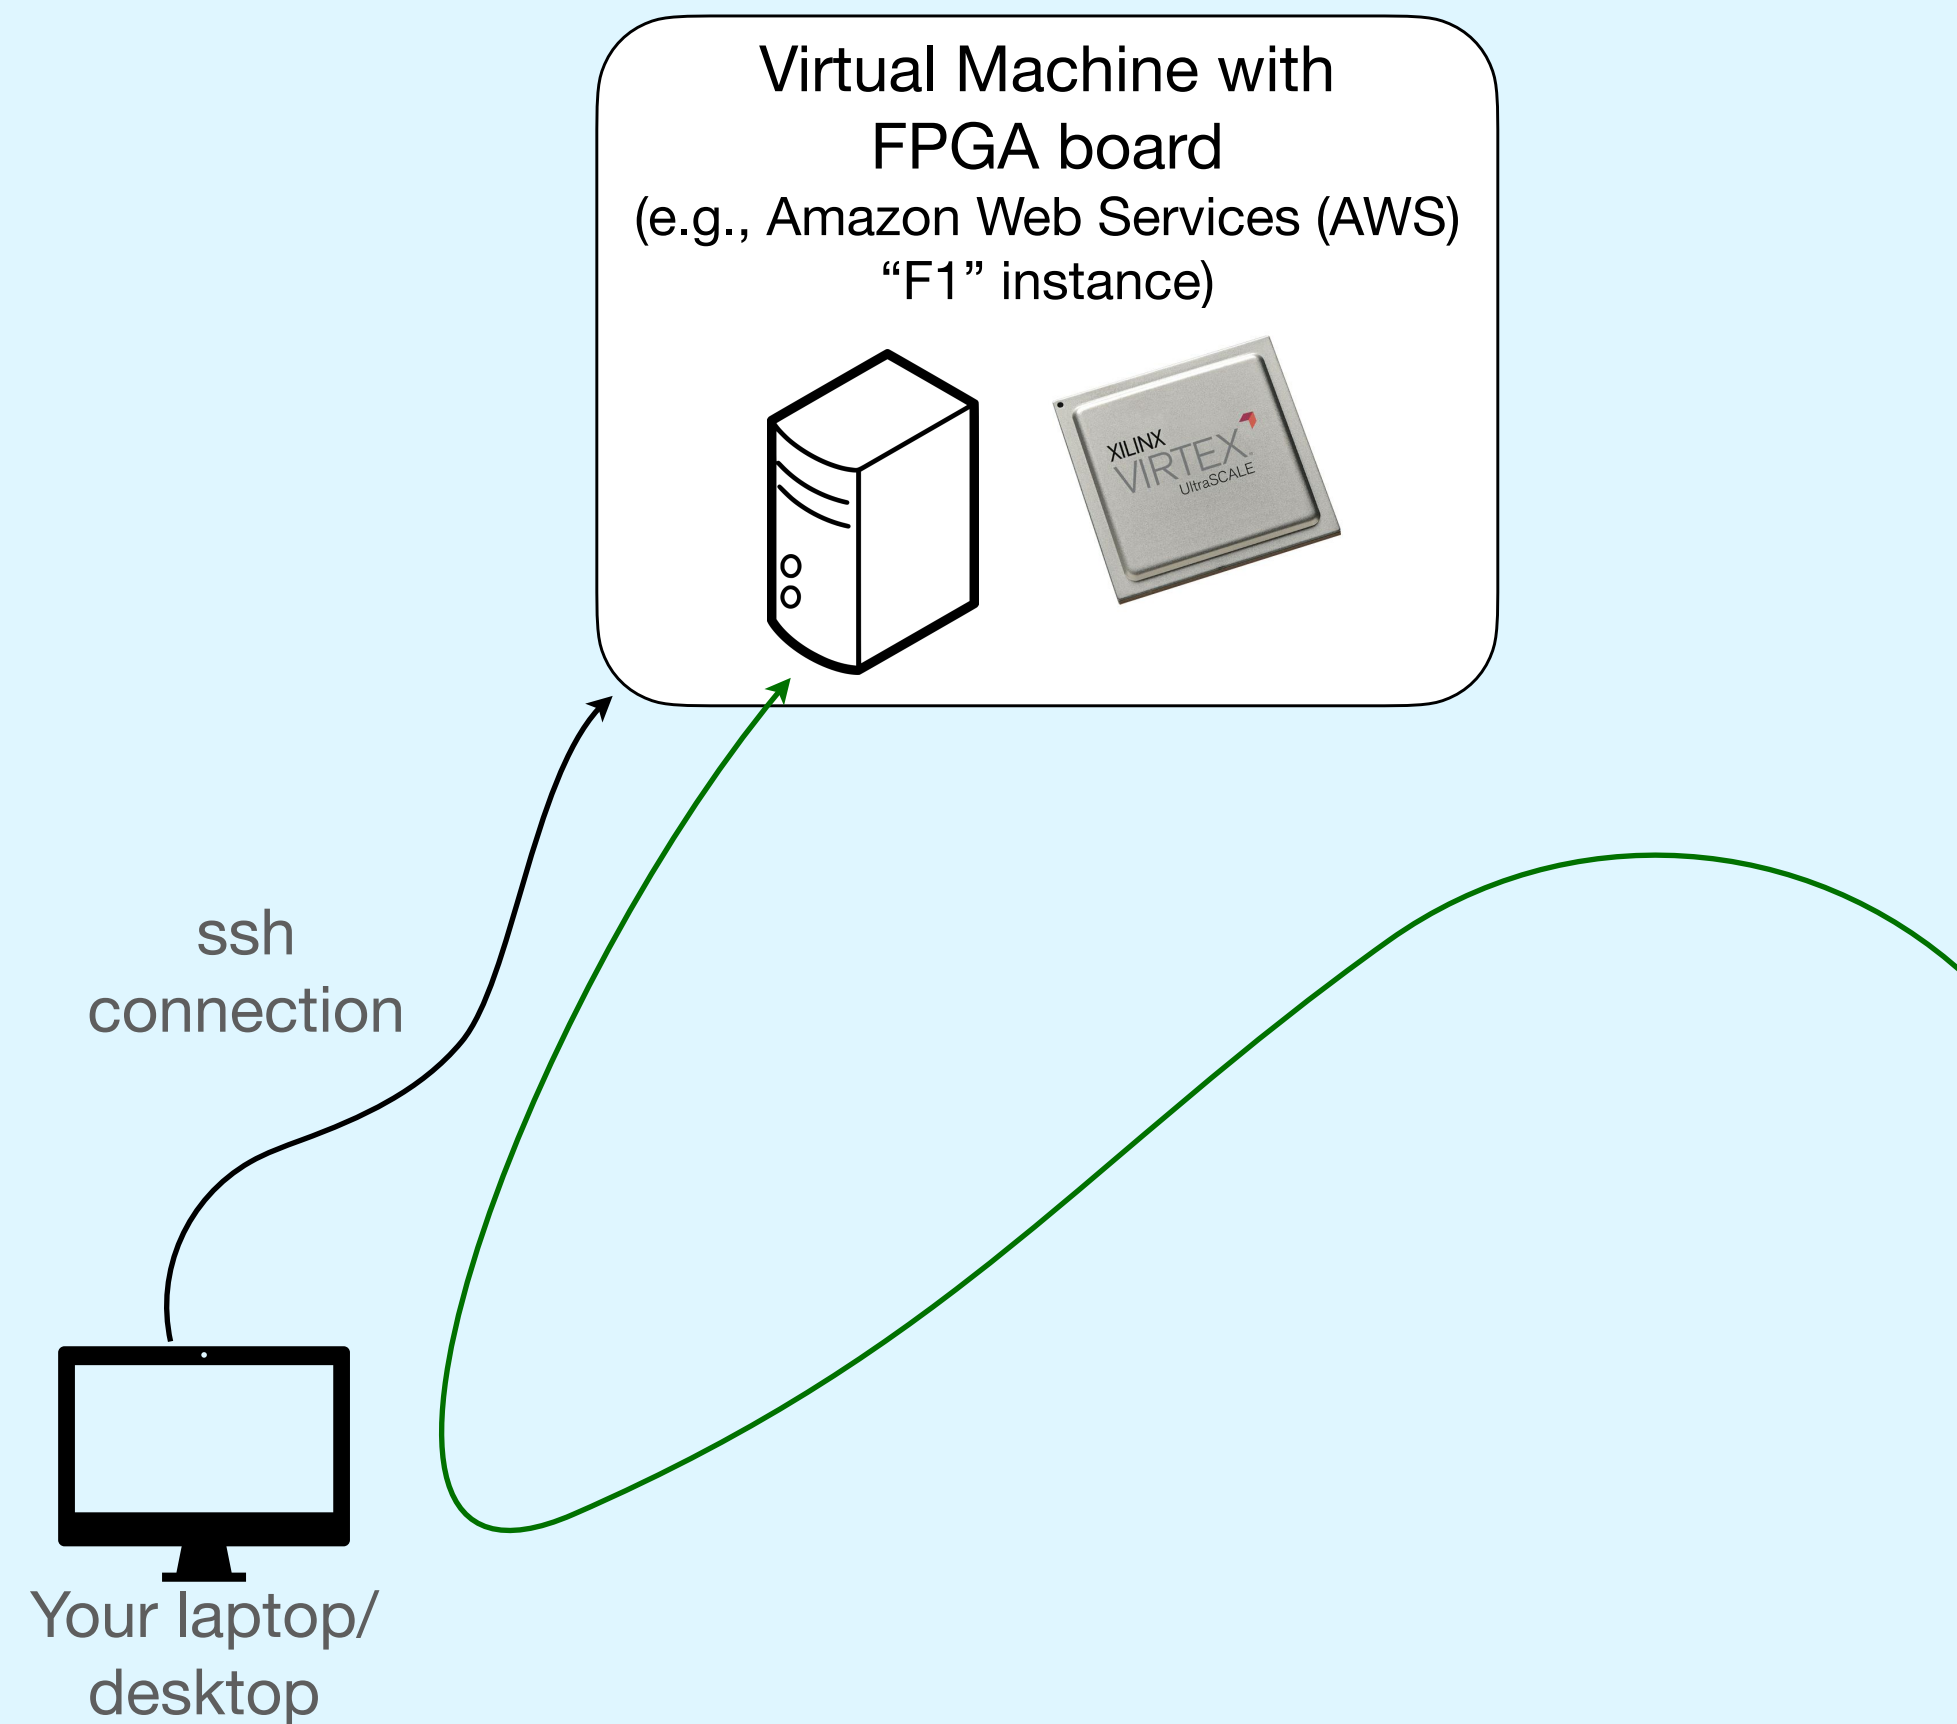 Virtual Machine with
FPGA board
(e.g., Amazon Web Services (AWS)
“F1” instance)
XILINX
VIRTEX
UltraSCALE
ssh
connection
Your laptop/
desktop